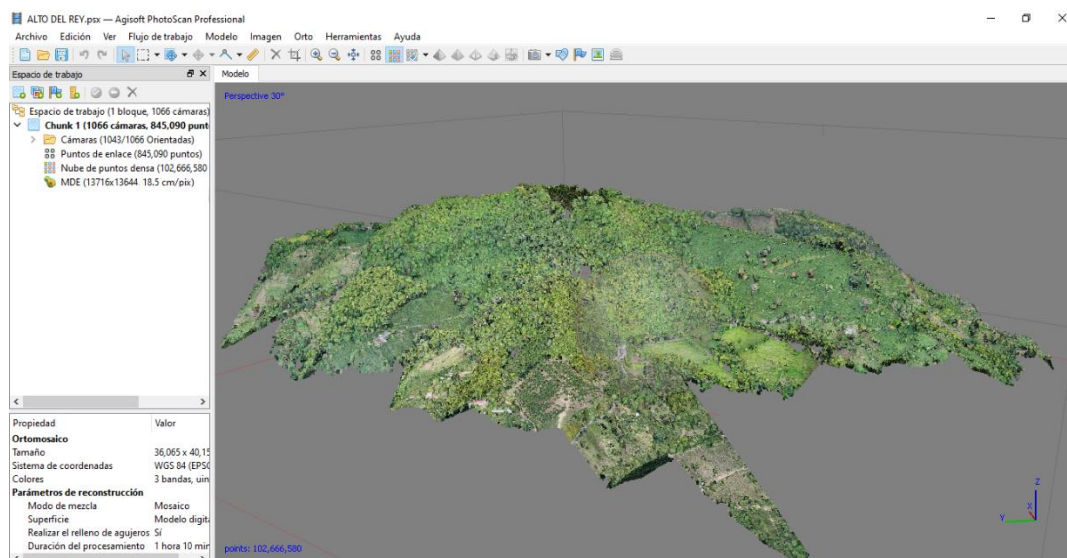 ALTO DEL REY.psx — Agisoft PhotoScan Professional
Archivo Edición Ver Flujo de trabajo Modelo Imagen Orto Herramientas Ayuda
Espacio de trabajo
Modelo
Perspective 30°
Espacio de trabajo (1 bloque, 1066 cámaras)
Chunk 1 (1066 cámaras, 845,090 punt
Cámaras (1043/1066 Orientadas)
Puntos de enlace (845,090 puntos)
Nube de puntos densa (102,666,580
MDE (13716x13644 18.5 cm/pix)
Propiedad Valor
Ortomosaico
Tamaño 36,065 x 40,15
Sistema de coordenadas WGS 84 (EPSG
Colores 3 bandas, uin
Parámetros de reconstrucción
Modo de mezcla Mosaico
Superficie Modelo digit
Realizar el relleno de agujeros Sí
Duración del procesamiento 1 hora 10 min
points: 102,666,580
Z
X
Y